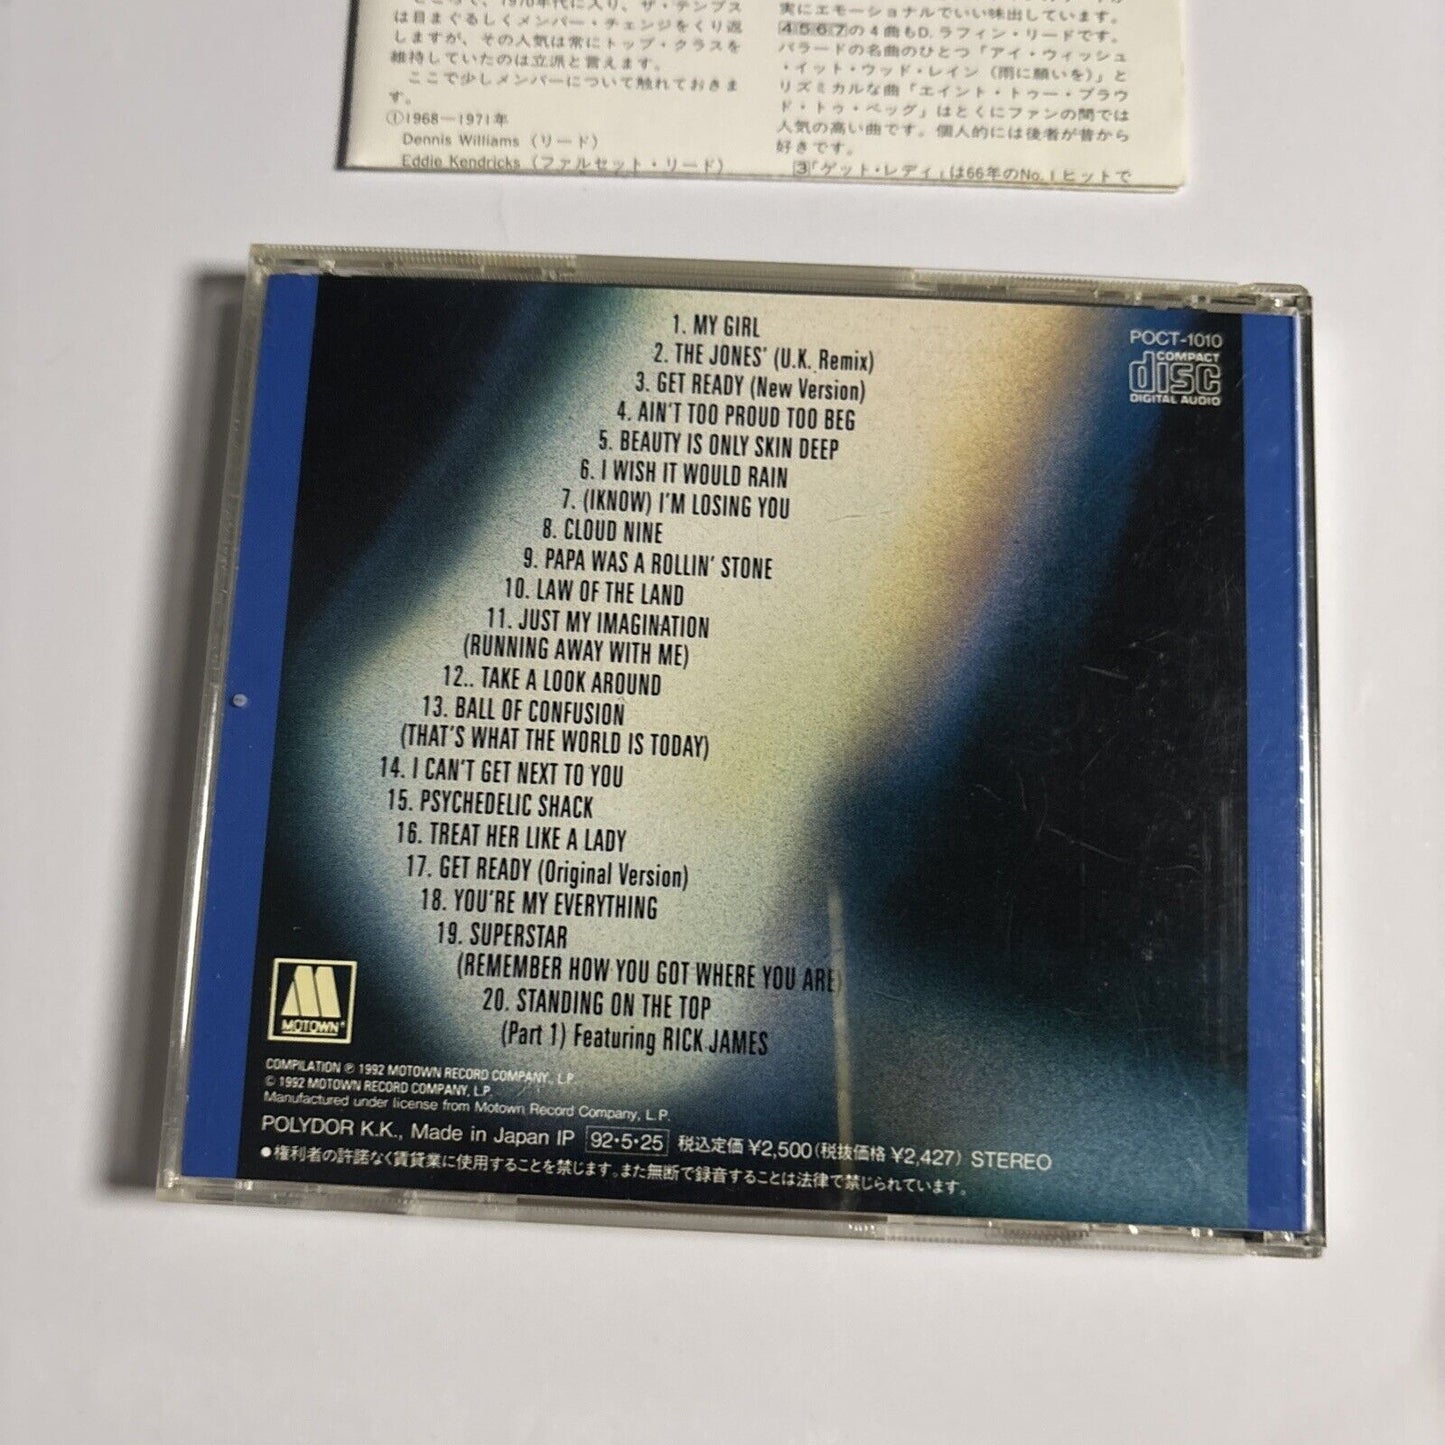 は目まぐるしくメンバー・チェンジをくり返
しますが、その人気は常にトップ・クラスを
維持していたのは立派と言えます。
ここで少しメンバーについて触れておきま
す。
①1968—1971年
Dennis Williams（リード）
Eddie Kendricks（ファルセット・リード）
実にエモーショナルでいい味出しています。
4567の4曲もD.ラフィン・リードです。
バラードの名曲のひとつ「アイ・ウィッシュ
・イット・ウッド・レイン（雨に願いを）」と
リズミカルな曲「エイント・トゥー・プラウ
ド・トゥ・ベッグ」はとくにファンの間では
人気の高い曲です。個人的には後者が昔から
好きです。
3「ゲット・レディ」は66年のNo.1ヒットで
1. MY GIRL
2. THE JONES' (U.K. Remix)
3. GET READY (New Version)
4. AIN'T TOO PROUD TOO BEG
5. BEAUTY IS ONLY SKIN DEEP
6. I WISH IT WOULD RAIN
7. (IKNOW) I'M LOSING YOU
8. CLOUD NINE
9. PAPA WAS A ROLLIN' STONE
10. LAW OF THE LAND
11. JUST MY IMAGINATION
(RUNNING AWAY WITH ME)
12.. TAKE A LOOK AROUND
13. BALL OF CONFUSION
(THAT'S WHAT THE WORLD IS TODAY)
14. I CAN'T GET NEXT TO YOU
15. PSYCHEDELIC SHACK
16. TREAT HER LIKE A LADY
17. GET READY (Original Version)
18. YOU'RE MY EVERYTHING
19. SUPERSTAR
(REMEMBER HOW YOU GOT WHERE YOU ARE)
20. STANDING ON THE TOP
(Part 1) Featuring RICK JAMES
POCT-1010
COMPACT
disc
DIGITAL AUDIO
MOTOWN®
COMPILATION ℗ 1992 MOTOWN RECORD COMPANY., L.P.
© 1992 MOTOWN RECORD COMPANY, L.P.
Manufactured under license from Motown Record Company, L.P.
POLYDOR K.K., Made in Japan IP 92・5・25 税込定価 ¥2,500(税抜価格 ¥2,427) STEREO
●権利者の許諾なく賃貸業に使用することを禁じます。また無断で録音することは法律で禁じられています。